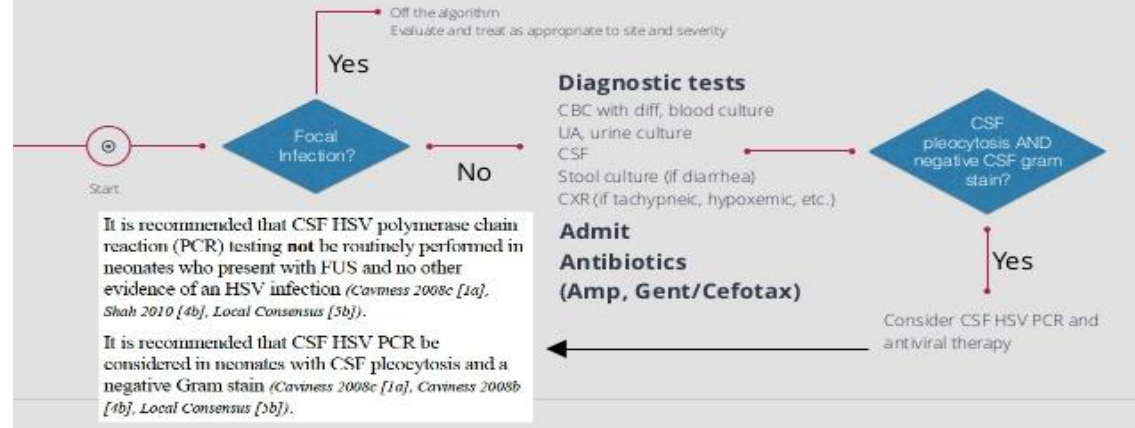 Off the algorithm
Evaluate and treat as appropriate to site and severity
Yes
Focal
Infection?
Start
No
Diagnostic tests
CBC with diff, blood culture
UA, urine culture
CSF
Stool culture (if diarrhea)
CXR (if tachypneic, hypoxemic, etc.)
Admit
Antibiotics
(Amp, Gent/Cefotax)
CSF
pleocytosis AND
negative CSF gram
stain?
Yes
Consider CSF HSV PCR and
antiviral therapy
It is recommended that CSF HSV polymerase chain
reaction (PCR) testing not be routinely performed in
neonates who present with FUS and no other
evidence of an HSV infection (Caviness 2008c [1a],
Shah 2010 [4b], Local Consensus [5b]).
It is recommended that CSF HSV PCR be
considered in neonates with CSF pleocytosis and a
negative Gram stain (Caviness 2008c [1a], Caviness 2008b
[4b], Local Consensus [5b]).